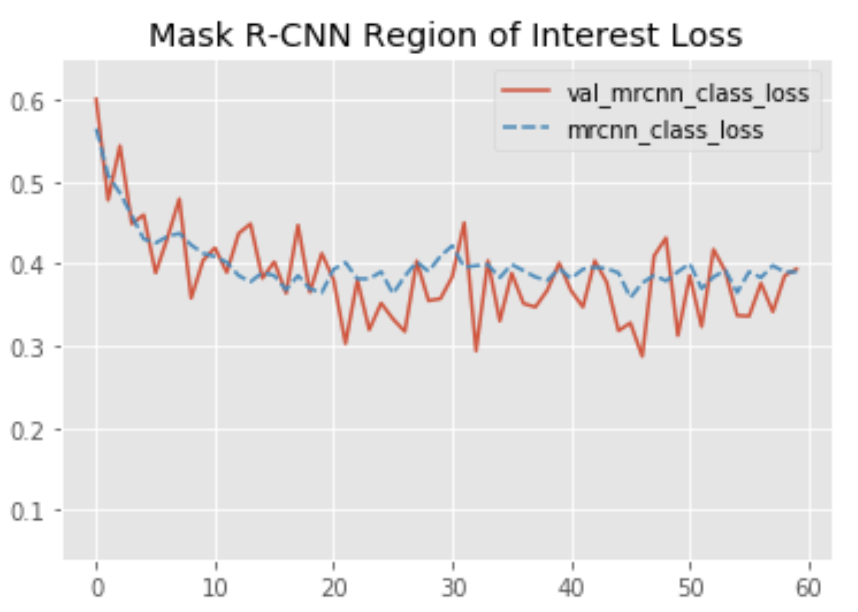 Mask R-CNN Region of Interest Loss
val_mrcnn_class_loss
mrcnn_class_loss
0.6
0.5
0.4
0.3
0.2
0.1
0 10 20 30 40 50 60